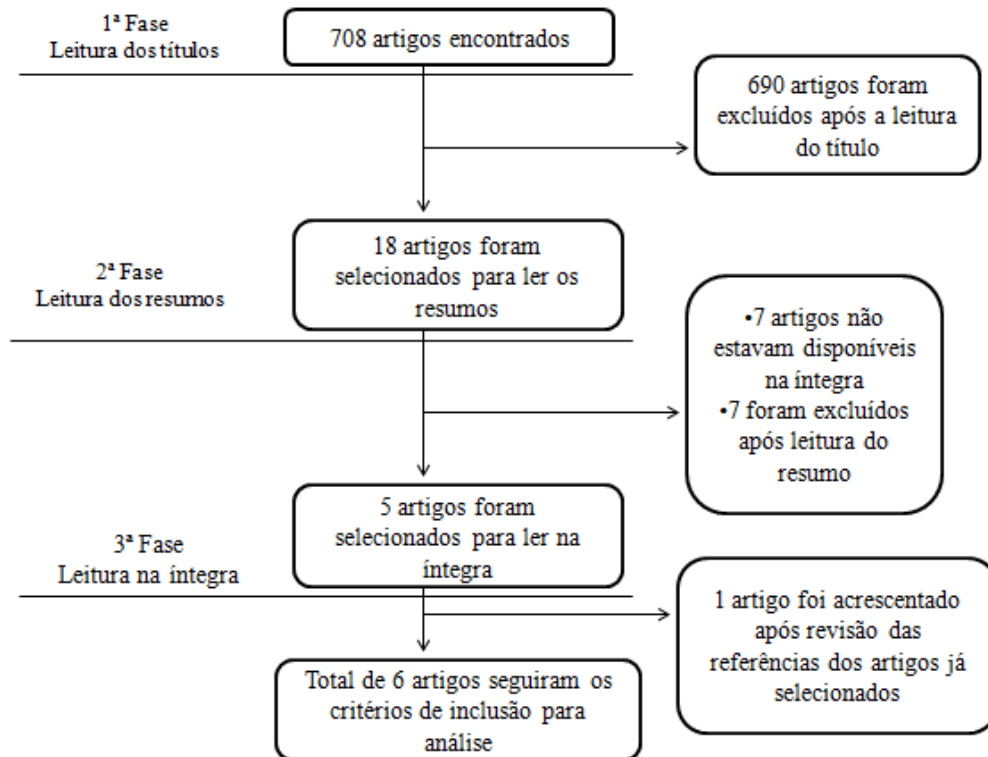 1ª Fase
Leitura dos títulos
708 artigos encontrados
690 artigos foram
excluídos após a leitura
do título
2ª Fase
Leitura dos resumos
18 artigos foram
selecionados para ler os
resumos
•7 artigos não
estavam disponíveis
na íntegra
•7 foram excluídos
após leitura do
resumo
3ª Fase
Leitura na íntegra
5 artigos foram
selecionados para ler na
íntegra
1 artigo foi acrescentado
após revisão das
referências dos artigos já
selecionados
Total de 6 artigos seguiram os
critérios de inclusão para
análise